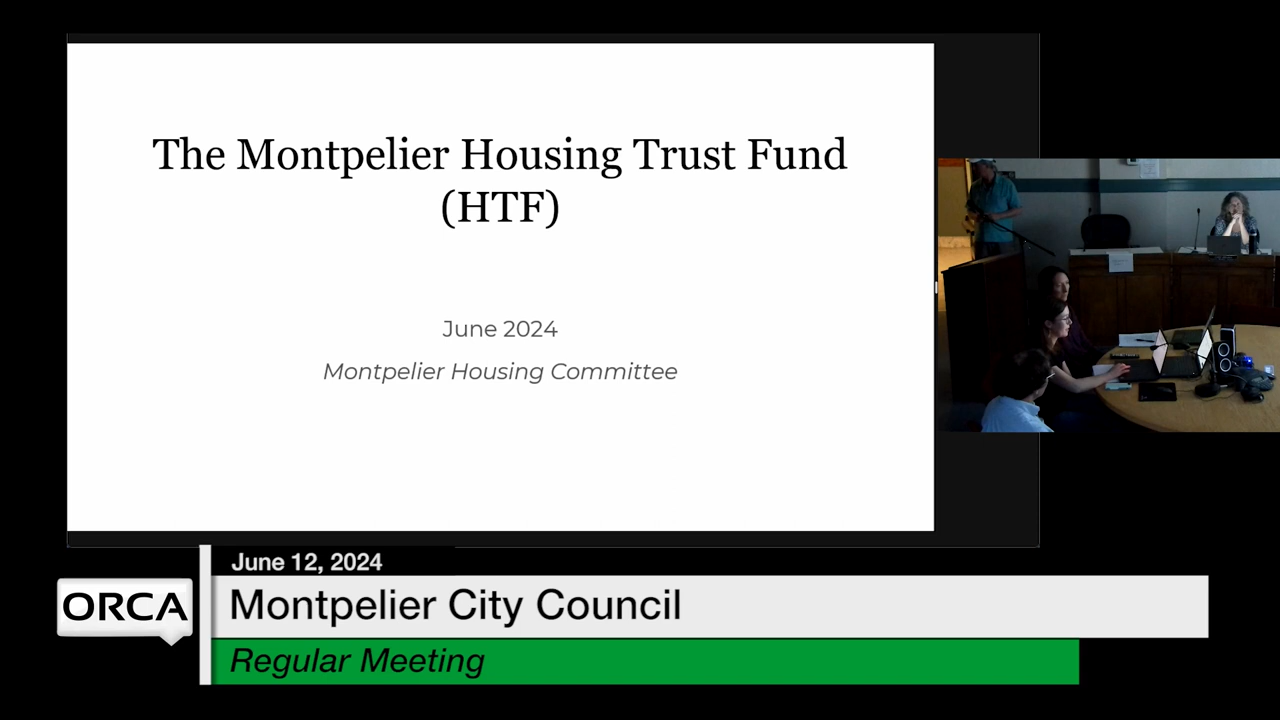 The Montpelier Housing Trust Fund
(HTF)
June 2024
Montpelier Housing Committee
June 12, 2024
ORCA
Montpelier City Council
Regular Meeting